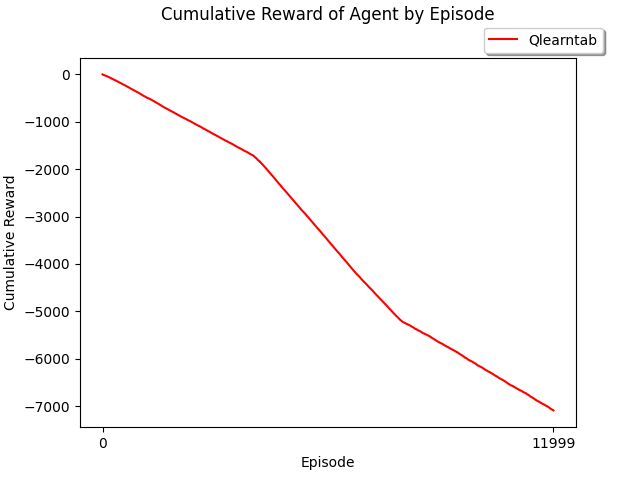 Cumulative Reward of Agent by Episode
Qlearntab
0
−1000
−2000
−3000
−4000
−5000
−6000
−7000
Cumulative Reward
0 11999
Episode